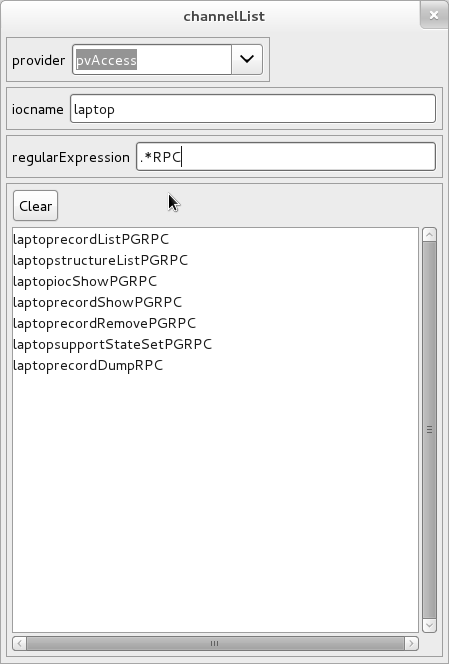 channelList
provider pvAccess
iocname laptop
regularExpression .*RPC
Clear
laptoprecordListPGRPC
laptopstructureListPGRPC
laptopiocShowPGRPC
laptoprecordShowPGRPC
laptoprecordRemovePGRPC
laptopsupportStateSetPGRPC
laptoprecordDumpRPC